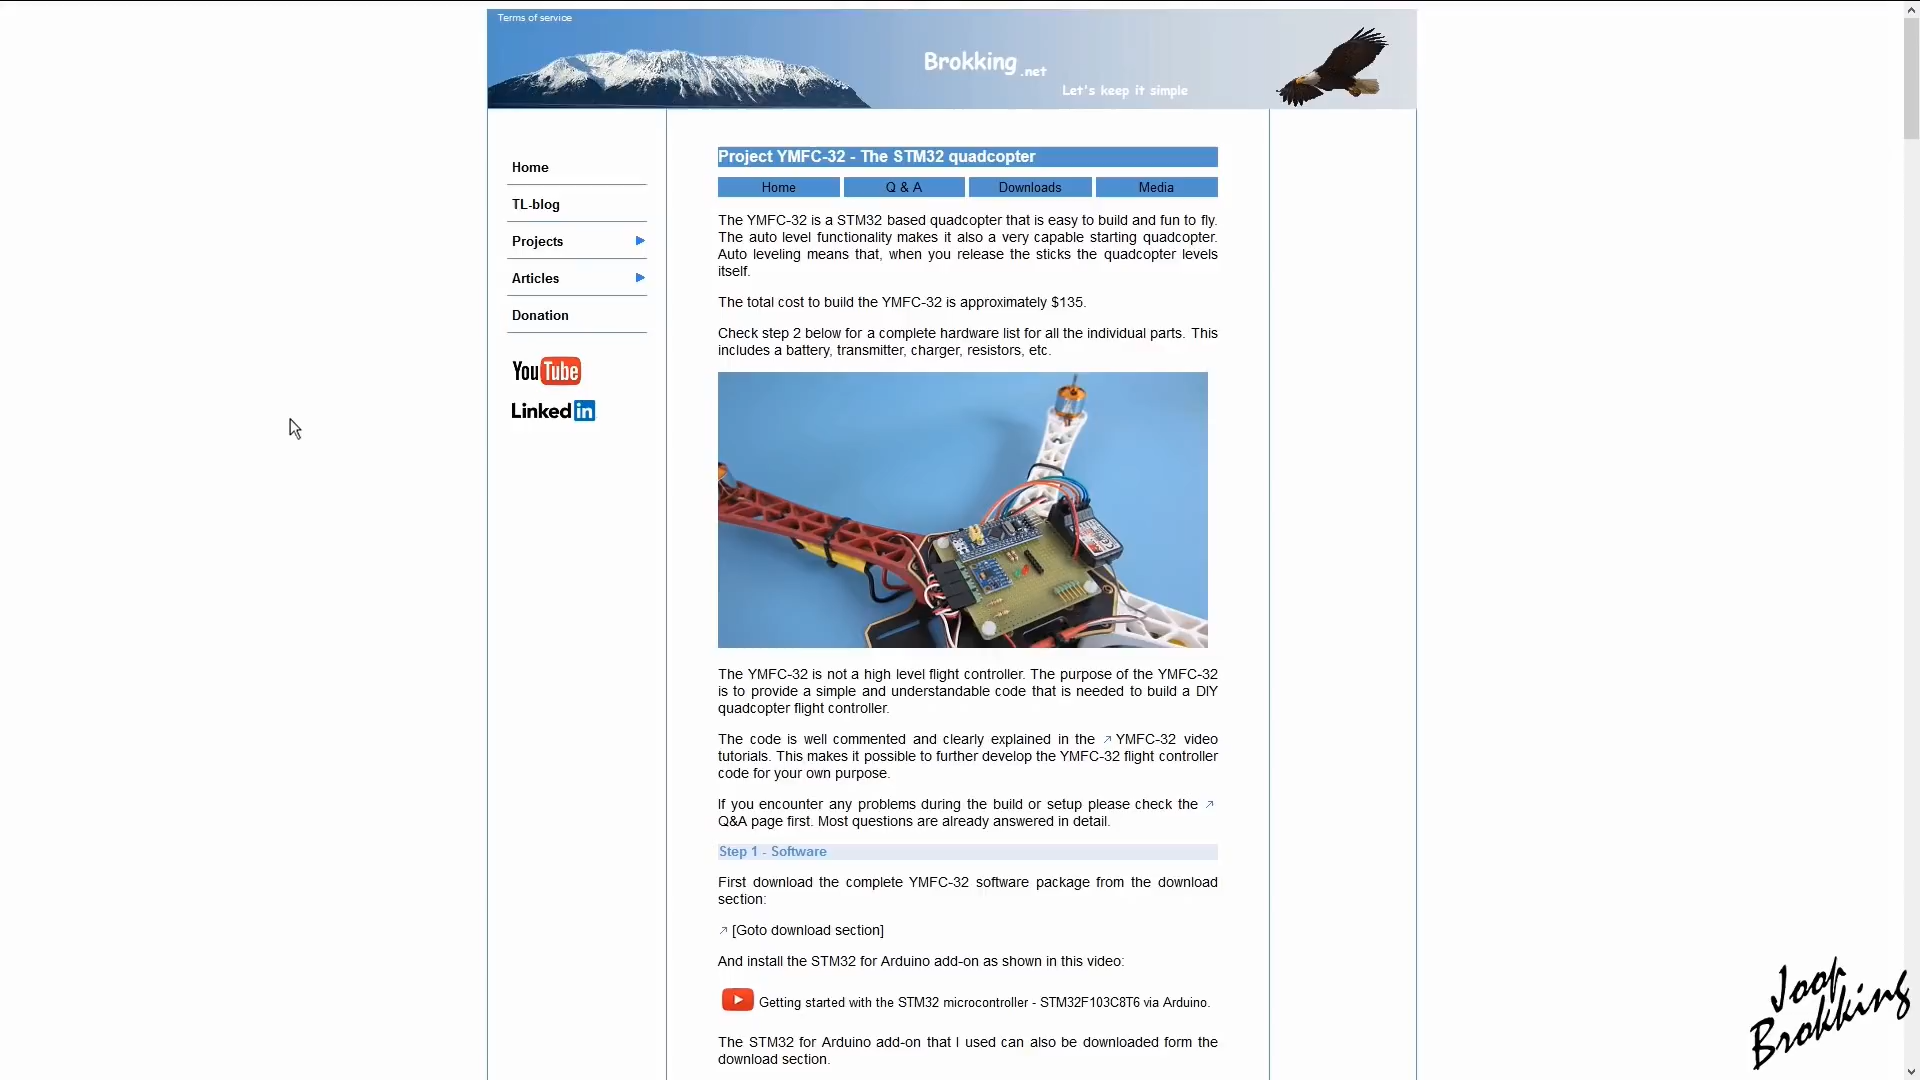 Terms of service
Brokking.net
Let's keep it simple
Home
TL-blog
Projects
Articles
Donation
YouTube
Linkedin
Project YMFC-32 - The STM32 quadcopter
Home Q & A Downloads Media
The YMFC-32 is a STM32 based quadcopter that is easy to build and fun to fly.
The auto level functionality makes it also a very capable starting quadcopter.
Auto leveling means that, when you release the sticks the quadcopter levels
itself.
The total cost to build the YMFC-32 is approximately $135.
Check step 2 below for a complete hardware list for all the individual parts. This
includes a battery, transmitter, charger, resistors, etc.
The YMFC-32 is not a high level flight controller. The purpose of the YMFC-32
is to provide a simple and understandable code that is needed to build a DIY
quadcopter flight controller.
The code is well commented and clearly explained in the YMFC-32 video
tutorials. This makes it possible to further develop the YMFC-32 flight controller
code for your own purpose.
If you encounter any problems during the build or setup please check the
Q&A page first. Most questions are already answered in detail.
Step 1 - Software
First download the complete YMFC-32 software package from the download
section:
[Goto download section]
And install the STM32 for Arduino add-on as shown in this video:
Getting started with the STM32 microcontroller - STM32F103C8T6 via Arduino.
The STM32 for Arduino add-on that I used can also be downloaded form the
download section.
Joop
Brokking